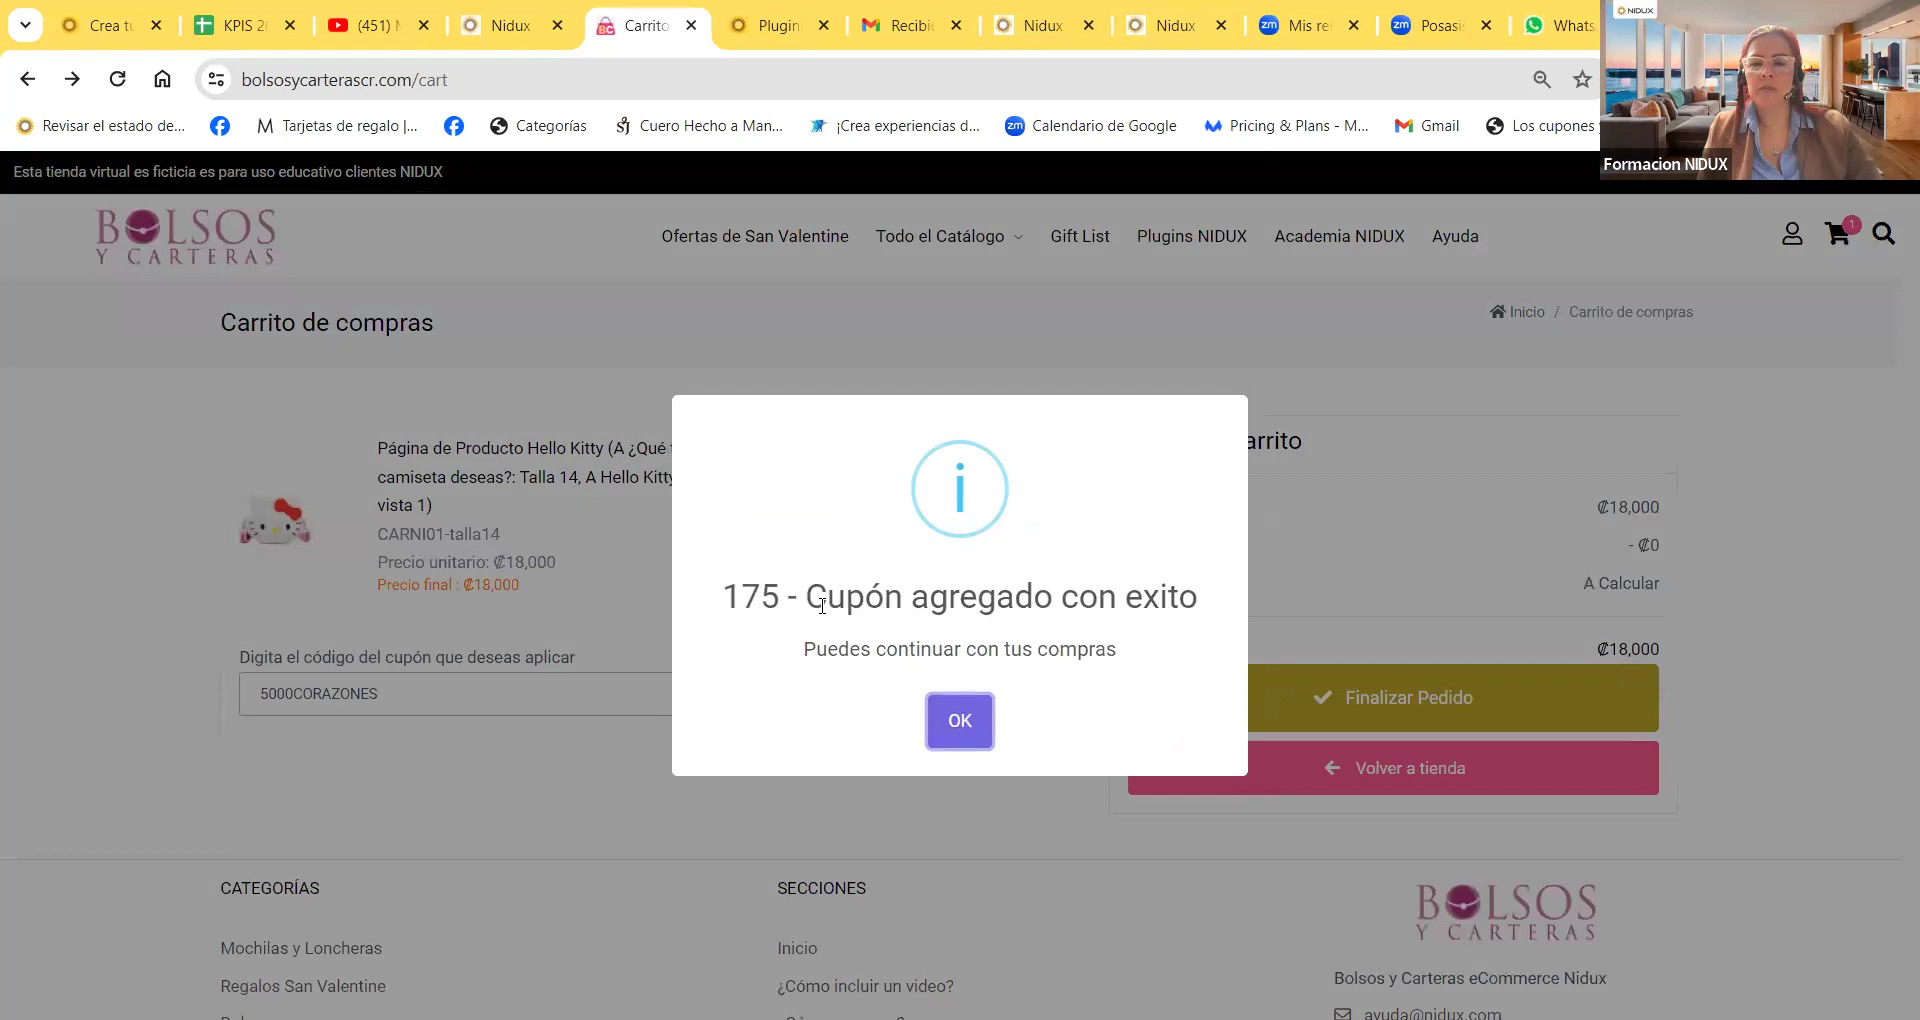 Crea tu
KPIS 2
(451)
Nidux
Carrito
Plugin
Recibi
Nidux
Nidux
zm
Mis re
zm
Posasi
Whats
NIDUX
bolsosycarterascr.com/cart
Revisar el estado de...
Tarjetas de regalo |...
Categorías
Cuero Hecho a Man...
¡Crea experiencias d...
zm
Calendario de Google
Pricing & Plans - M...
Gmail
Los cupones
Formacion NIDUX
Esta tienda virtual es ficticia es para uso educativo clientes NIDUX
BOLSOS
Y CARTERAS
Ofertas de San Valentine
Todo el Catálogo
Gift List
Plugins NIDUX
Academia NIDUX
Ayuda
1
Carrito de compras
Inicio / Carrito de compras
Página de Producto Hello Kitty (A ¿Qué
camiseta deseas?: Talla 14, A Hello Kitty
vista 1)
CARNI01-talla14
Precio unitario: ₡18,000
Precio final : ₡18,000
arrito
₡18,000
- ₡0
A Calcular
₡18,000
175 - Cupón agregado con exito
Puedes continuar con tus compras
OK
Digita el código del cupón que deseas aplicar
5000CORAZONES
Finalizar Pedido
Volver a tienda
CATEGORÍAS
Mochilas y Loncheras
Regalos San Valentine
SECCIONES
Inicio
¿Cómo incluir un video?
BOLSOS
Y CARTERAS
Bolsos y Carteras eCommerce Nidux
ayuda@nidux.com